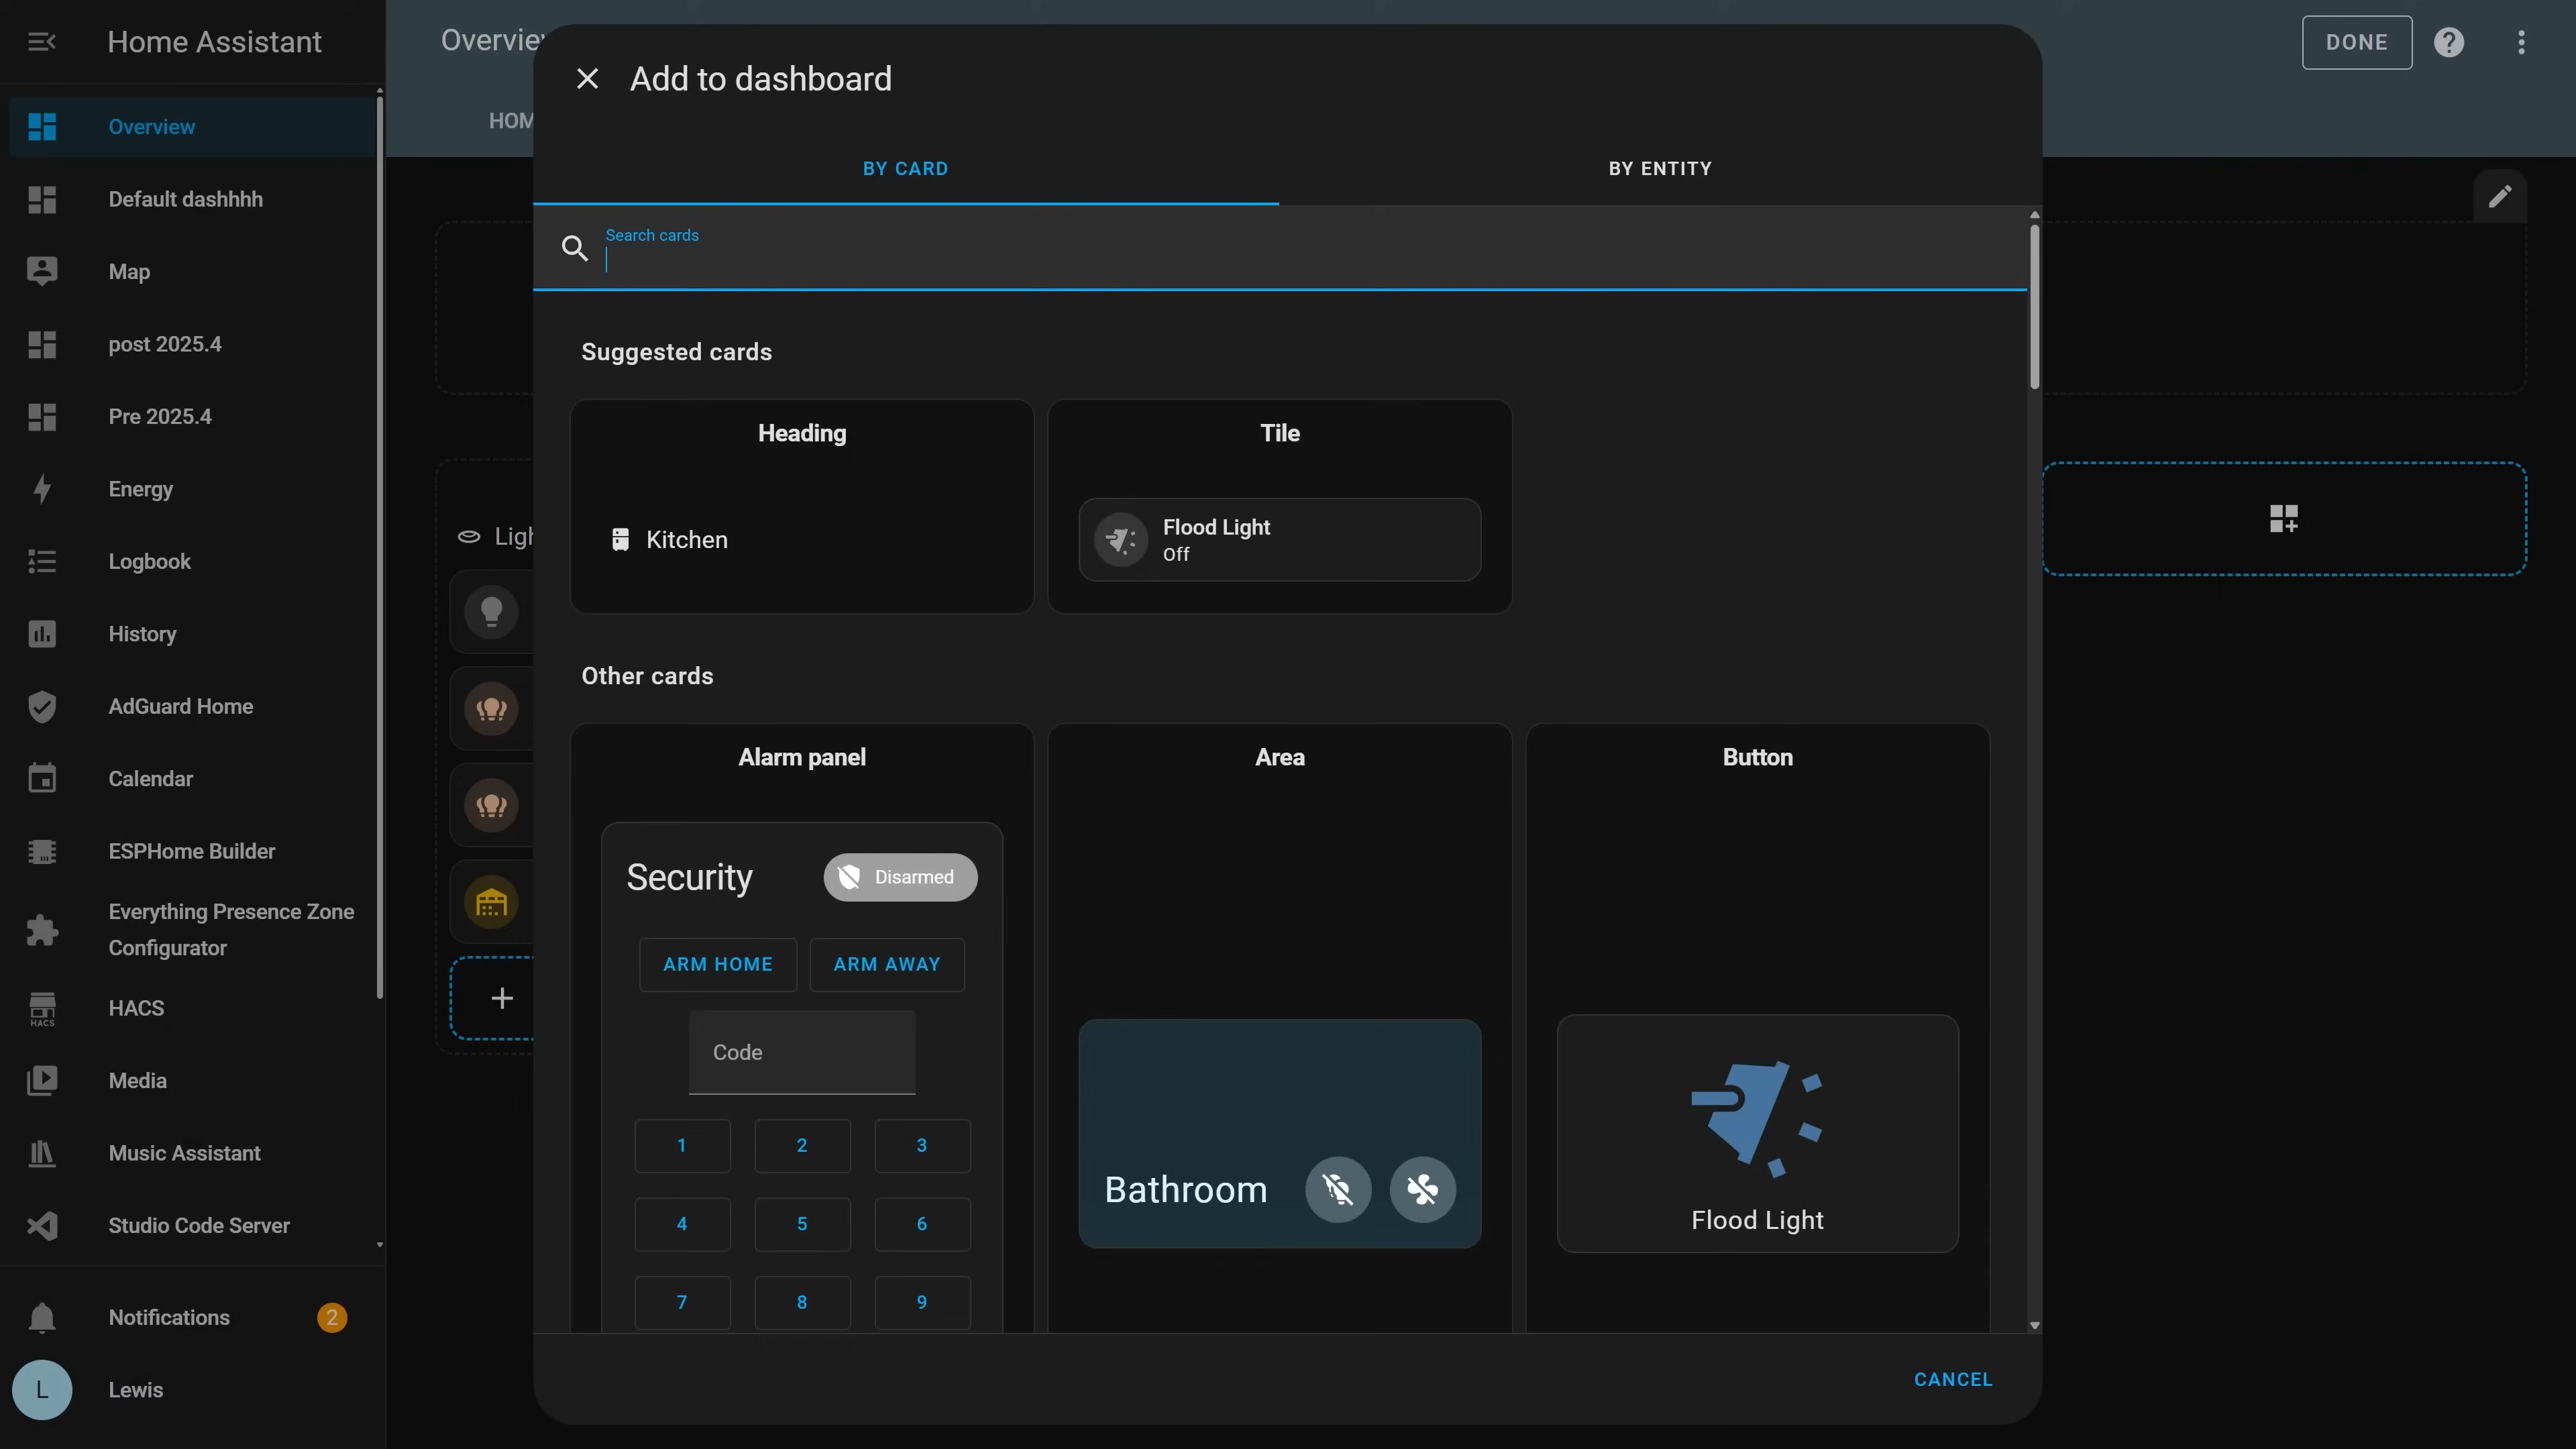 Home Assistant
Overview
Default dashhhh
Map
post 2025.4
Pre 2025.4
Energy
Logbook
History
AdGuard Home
Calendar
ESPHome Builder
Everything Presence Zone
Configurator
HACS
HACS
Media
Music Assistant
Studio Code Server
Notifications
2
L
Lewis
Overvie
DONE
HOM
Ligh
Add to dashboard
BY CARD
BY ENTITY
Search cards
Suggested cards
Heading
Kitchen
Tile
Flood Light
Off
Other cards
Alarm panel
Security
Disarmed
ARM HOME
ARM AWAY
Code
1
2
3
4
5
6
7
8
9
Area
Bathroom
Button
Flood Light
CANCEL